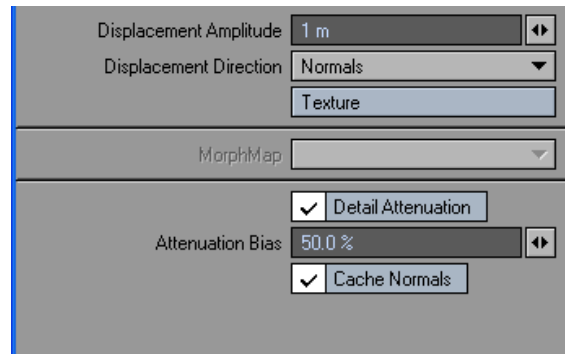 Displacement Amplitude 1 m
Displacement Direction Normals
Texture
MorphMap
Detail Attenuation
Attenuation Bias 50.0 %
Cache Normals